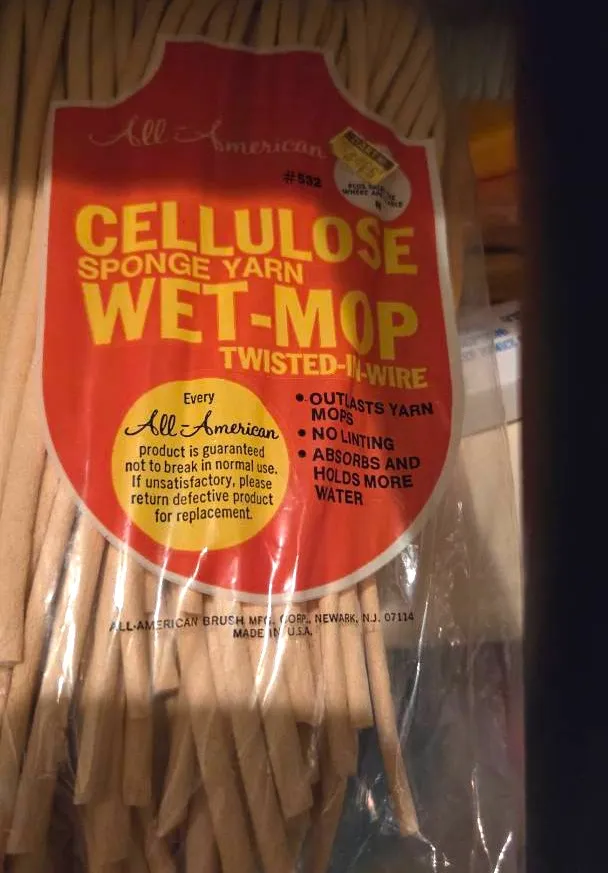 All-American
#532
CELLULOSE
SPONGE YARN
WET-MOP
TWISTED-IN-WIRE
Every
All-American
product is guaranteed
not to break in normal use.
If unsatisfactory, please
return defective product
for replacement.
• OUTLASTS YARN
MOPS
• NO LINTING
• ABSORBS AND
HOLDS MORE
WATER
ALL-AMERICAN BRUSH MFG. CORP., NEWARK, N.J. 07114
MADE IN U.S.A.